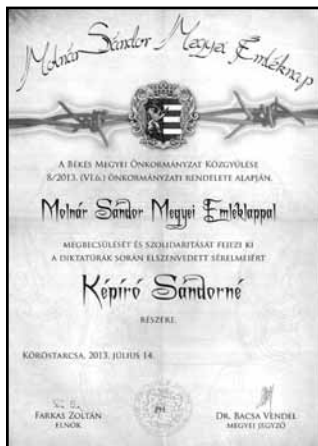 Molnár Sándor Megyei Emléknap
A Békés Megyei Önkormányzat Közgyűlése
8/2013. (VI.6.) önkormányzati rendelete alapján,
Molnár Sándor Megyei Emléklappal
megbecsülését és szolidaritását fejezi ki
a diktatúrák során elszenvedett sérelmeiért
Képíró Sándorné
részére.
Köröstarcsa, 2013. július 14.
Farkas Zoltán
elnök
PH
Dr. Bacsa Vendel
megyei jegyző